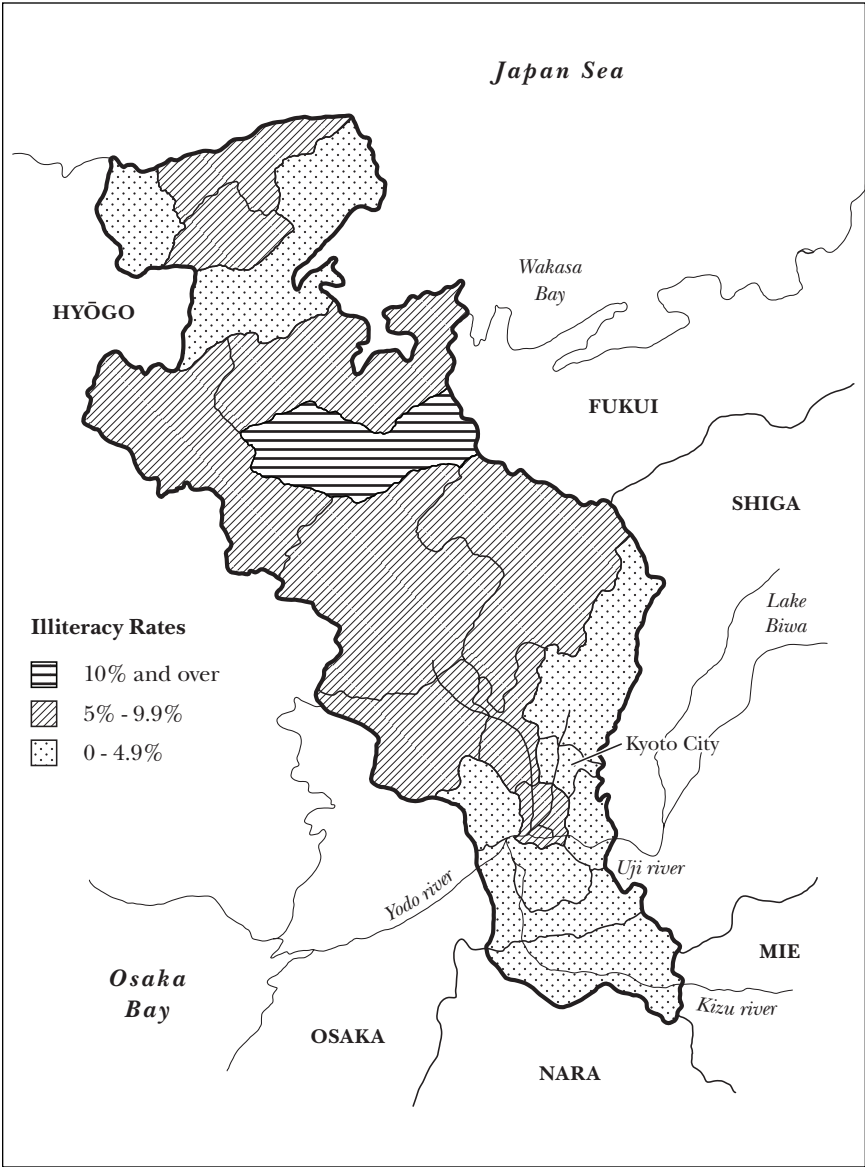 Japan Sea
Wakasa
Bay
HYŌGO
FUKUI
SHIGA
Lake
Biwa
Illiteracy Rates
10% and over
5% - 9.9%
0 - 4.9%
Kyoto City
Uji river
Yodo river
MIE
Osaka
Bay
Kizu river
OSAKA
NARA